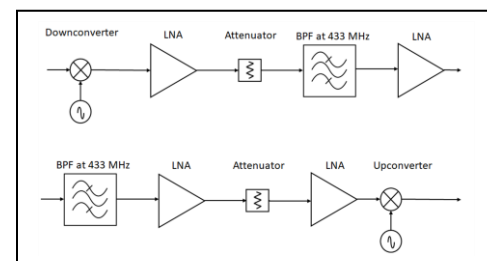 Downconverter LNA Attenuator BPF at 433 MHz LNA
BPF at 433 MHz LNA Attenuator LNA Upconverter